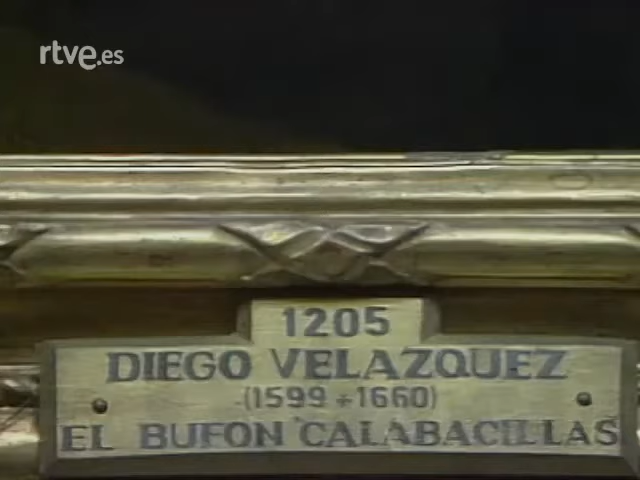 rtve.es
1205
DIEGO VELAZQUEZ
(1599+1660)
EL BUFON CALABACILLAS